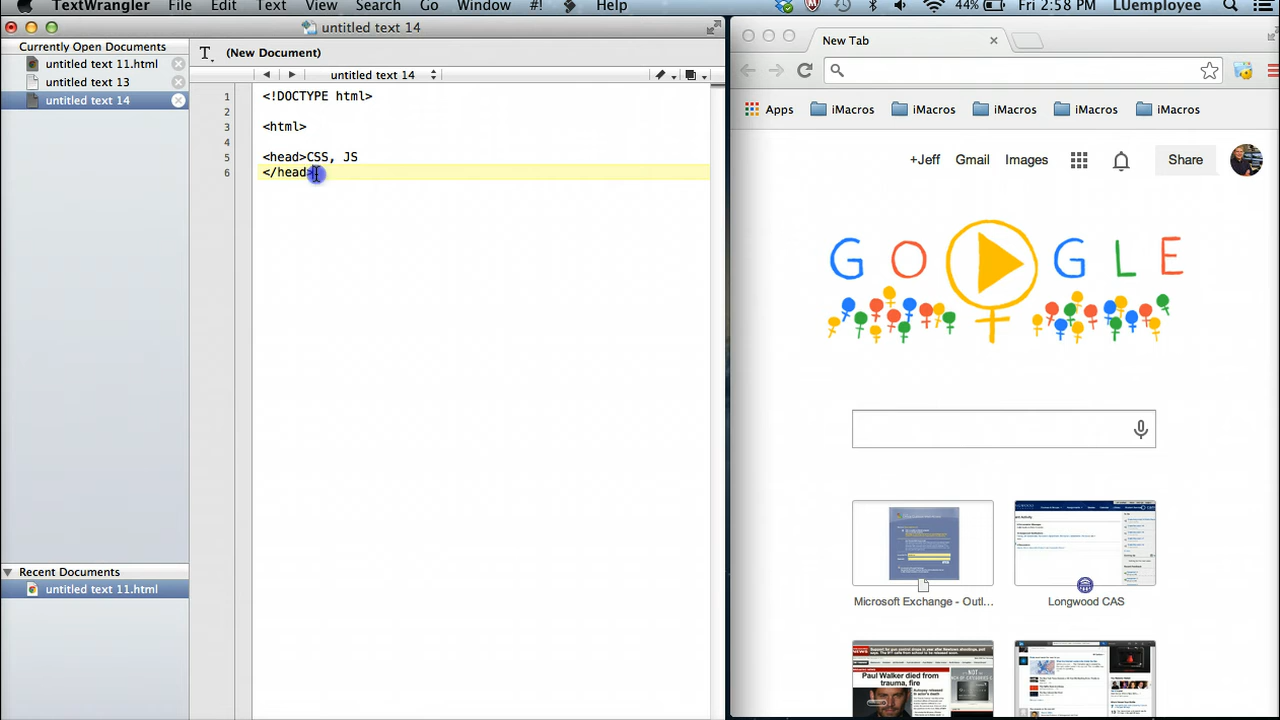 TextWrangler File Edit Text View Search Go Window #! Help 44% Fri 2:58 PM LUemployee
untitled text 14
Currently Open Documents
untitled text 11.html
untitled text 13
untitled text 14
(New Document)
untitled text 14
1 <!DOCTYPE html>
2
3 <html>
4
5 <head>CSS, JS
6 </head>
Recent Documents
untitled text 11.html
New Tab
Apps iMacros iMacros iMacros iMacros iMacros
+Jeff Gmail Images Share
GO GLE
Microsoft Exchange - Outl...
Longwood CAS
Paul Walker died from
trauma, fire